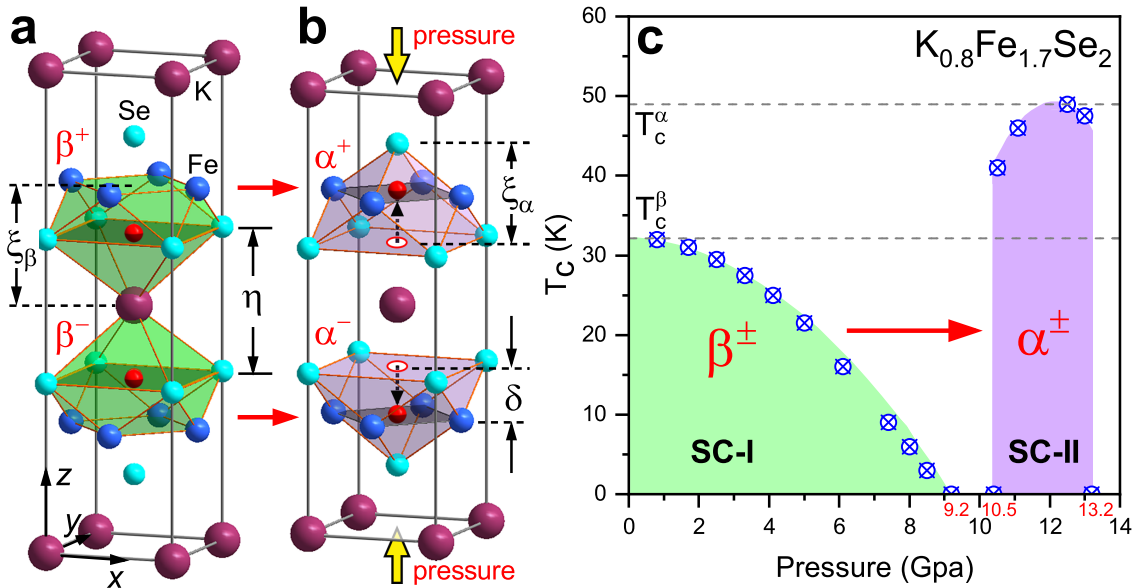 a
K
Se
β+
Fe
ξβ
η
β−
z
y
x
b
pressure
α+
ξα
α−
δ
pressure
c
K0.8Fe1.7Se2
60
50
40
30
20
10
0
Tc (K)
Tcα
Tcβ
β±
α±
SC-I
SC-II
9.2
10.5
13.2
0
2
4
6
8
10
12
14
Pressure (Gpa)